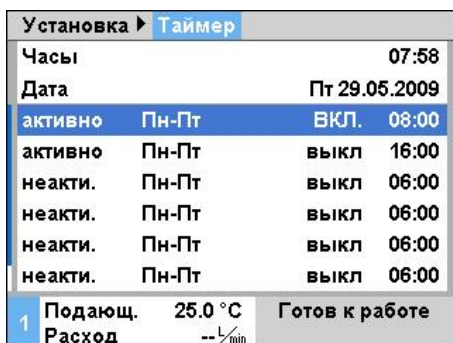 Установка ▶ Таймер
Часы 07:58
Дата Пт 29.05.2009
активно Пн-Пт ВКЛ. 08:00
активно Пн-Пт выкл 16:00
неакти. Пн-Пт выкл 06:00
неакти. Пн-Пт выкл 06:00
неакти. Пн-Пт выкл 06:00
неакти. Пн-Пт выкл 06:00
1 Подающ. 25.0 °C Готов к работе
Расход -- L/min